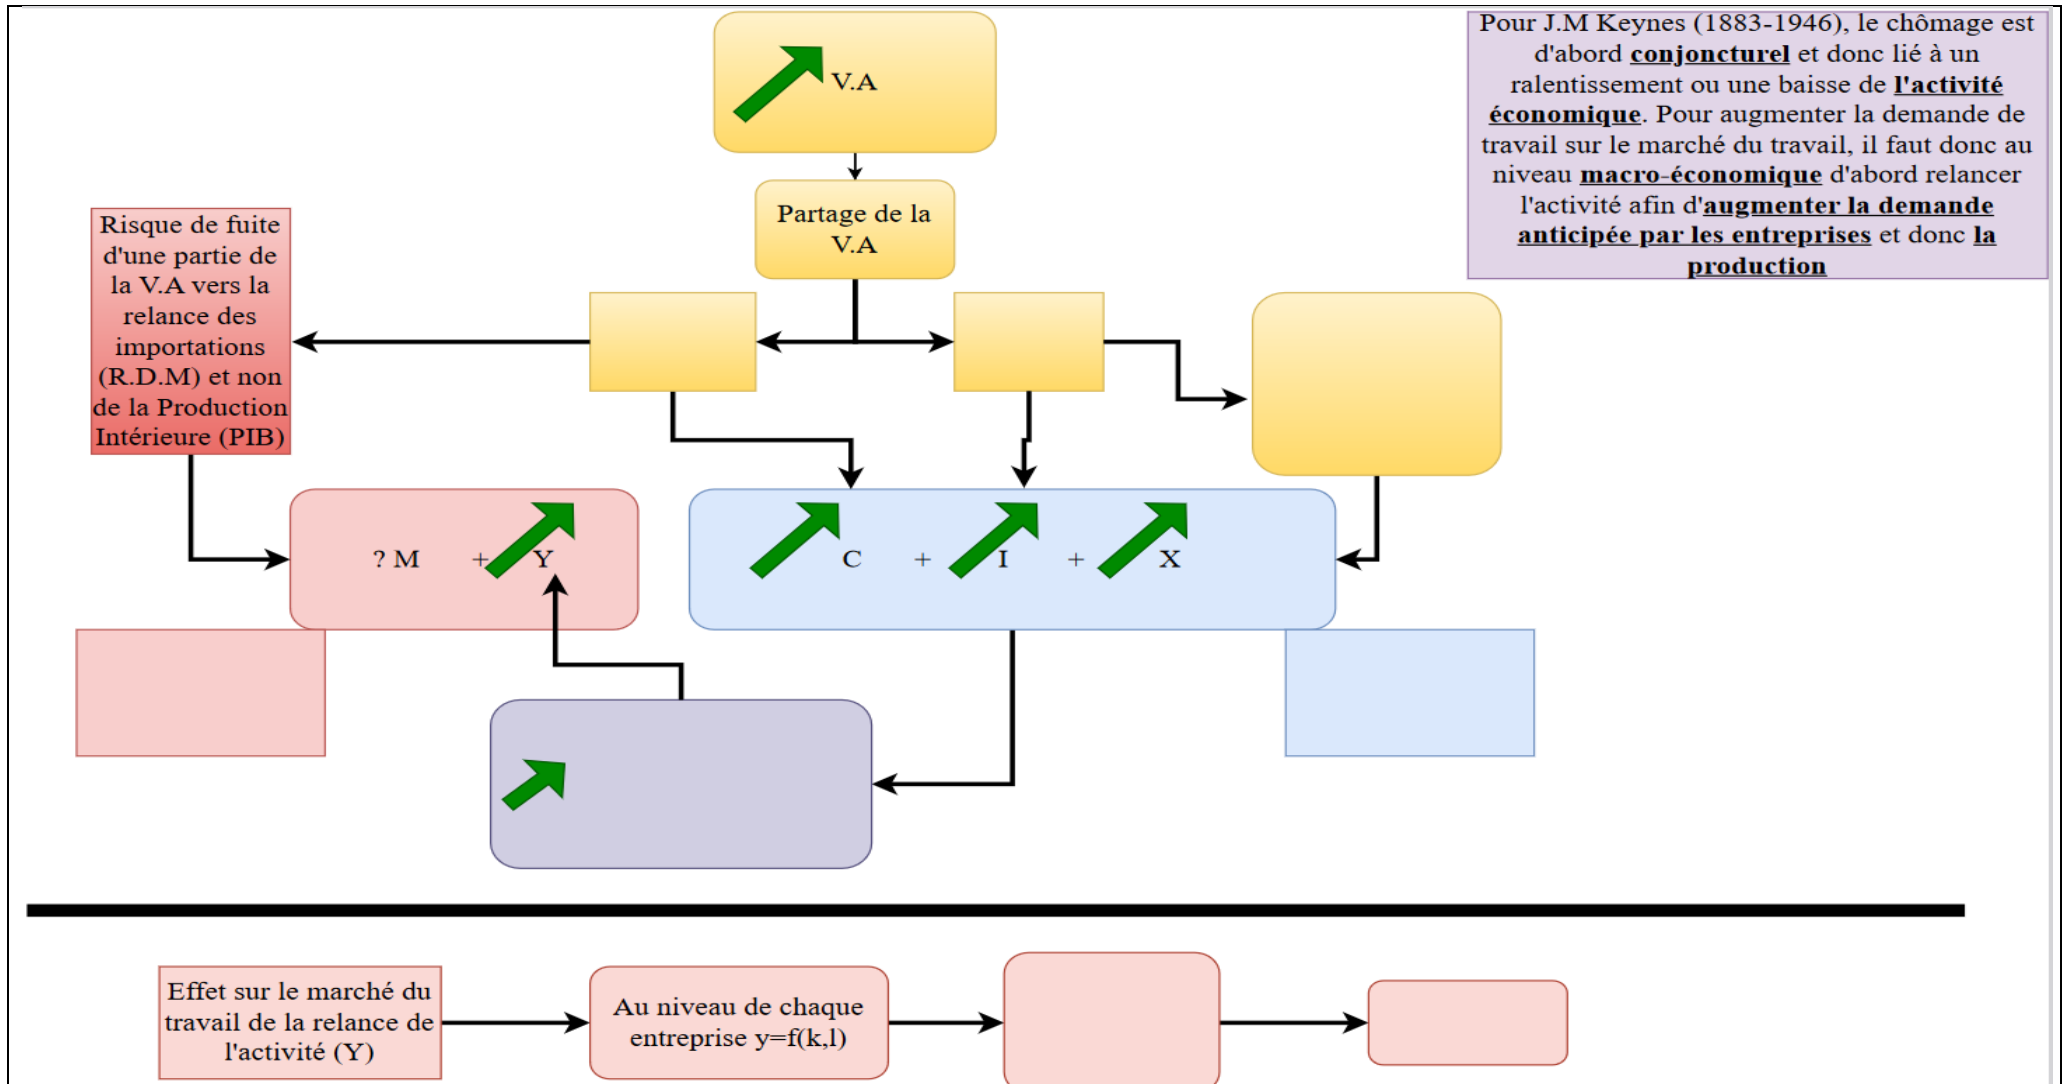 V.A
Pour J.M Keynes (1883-1946), le chômage est
d'abord conjoncturel et donc lié à un
ralentissement ou une baisse de l'activité
économique. Pour augmenter la demande de
travail sur le marché du travail, il faut donc au
niveau macro-économique d'abord relancer
l'activité afin d'augmenter la demande
anticipée par les entreprises et donc la
production
Partage de la
V.A
Risque de fuite
d'une partie de
la V.A vers la
relance des
importations
(R.D.M) et non
de la Production
Intérieure (PIB)
? M + Y
C + I + X
Effet sur le marché du
travail de la relance de
l'activité (Y)
Au niveau de chaque
entreprise y=f(k,l)